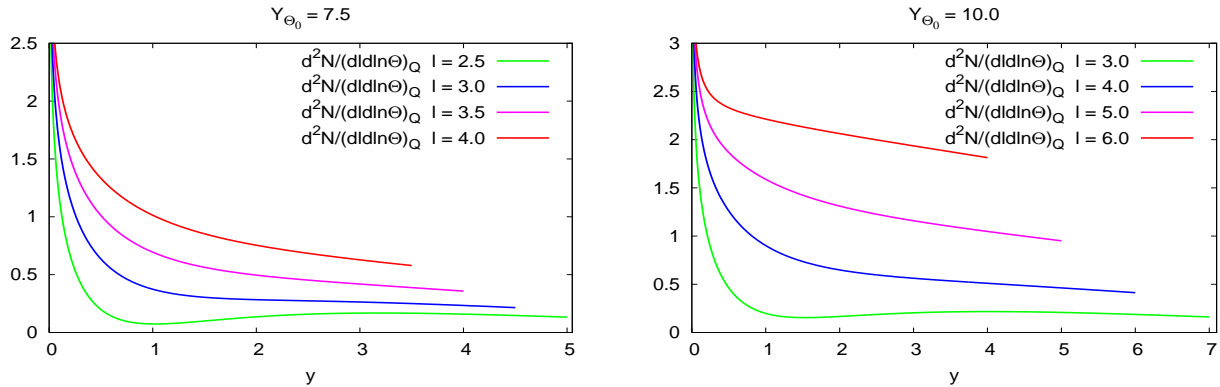 Y_Θ₀ = 7.5
2.5
2
1.5
1
0.5
0
d²N/(dldlnΘ)_Q l = 2.5
d²N/(dldlnΘ)_Q l = 3.0
d²N/(dldlnΘ)_Q l = 3.5
d²N/(dldlnΘ)_Q l = 4.0
0 1 2 3 4 5
y
Y_Θ₀ = 10.0
3
2.5
2
1.5
1
0.5
0
d²N/(dldlnΘ)_Q l = 3.0
d²N/(dldlnΘ)_Q l = 4.0
d²N/(dldlnΘ)_Q l = 5.0
d²N/(dldlnΘ)_Q l = 6.0
0 1 2 3 4 5 6 7
y